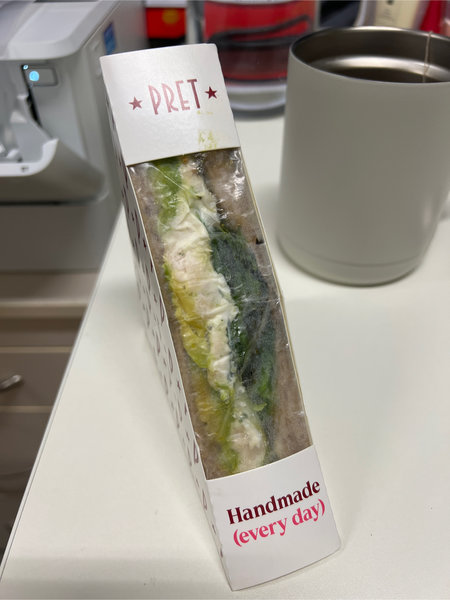 ★ PRET ★
Handmade
(every day)